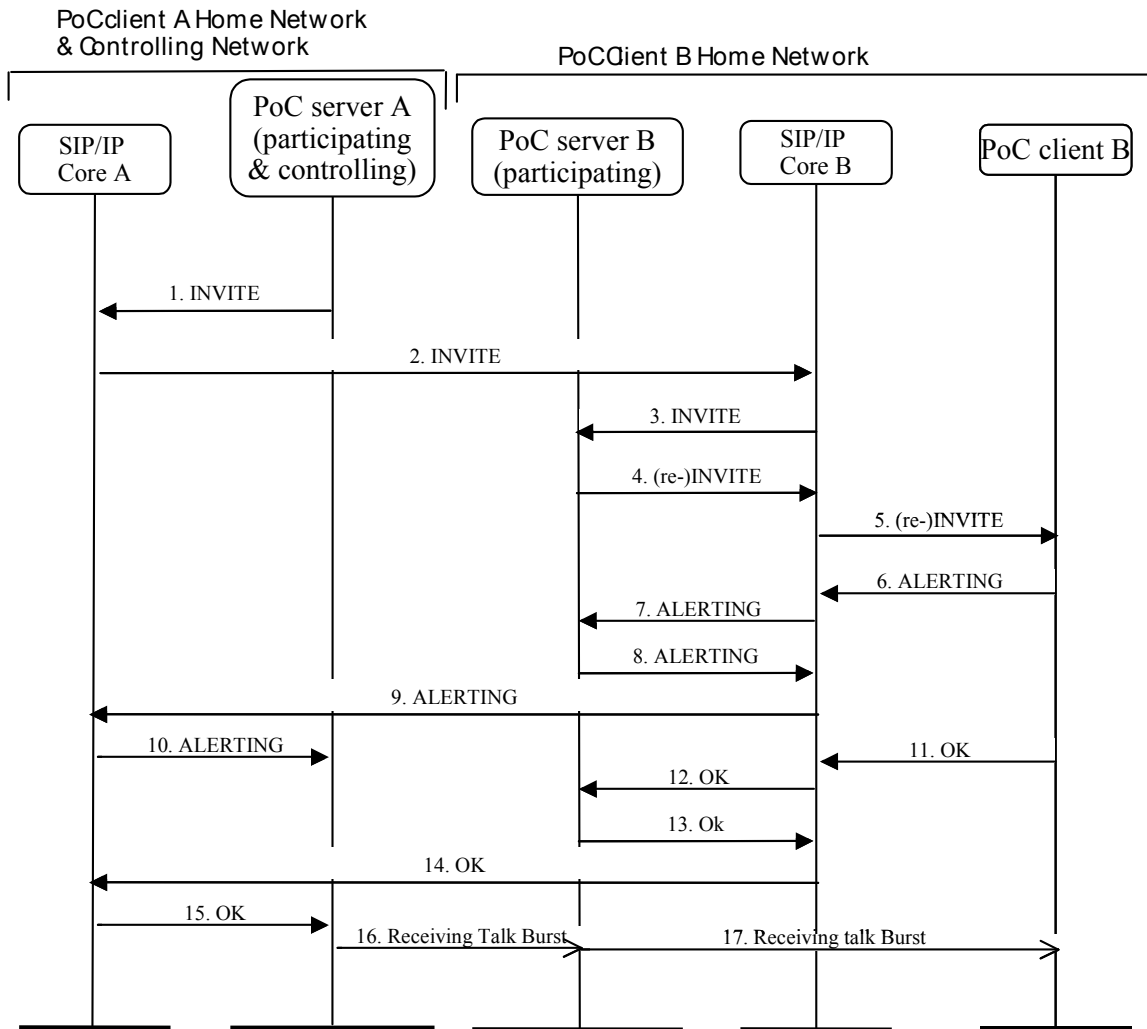 PoCclient A Home Network
& Controlling Network
PoCClient B Home Network
SIP/IP
Core A
PoC server A
(participating
& controlling)
PoC server B
(participating)
SIP/IP
Core B
PoC client B
1. INVITE
2. INVITE
3. INVITE
4. (re-)INVITE
5. (re-)INVITE
6. ALERTING
7. ALERTING
8. ALERTING
9. ALERTING
10. ALERTING
11. OK
12. OK
13. Ok
14. OK
15. OK
16. Receiving Talk Burst
17. Receiving talk Burst